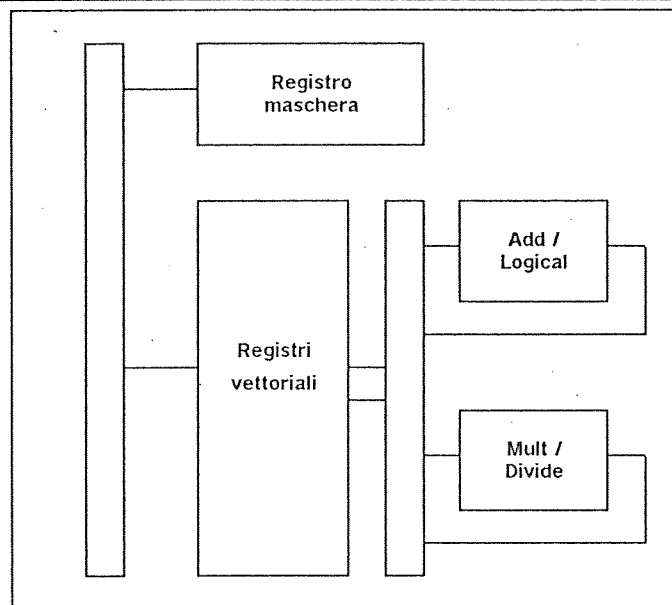 Registro
maschera
Add /
Logical
Registri
vettoriali
Mult /
Divide